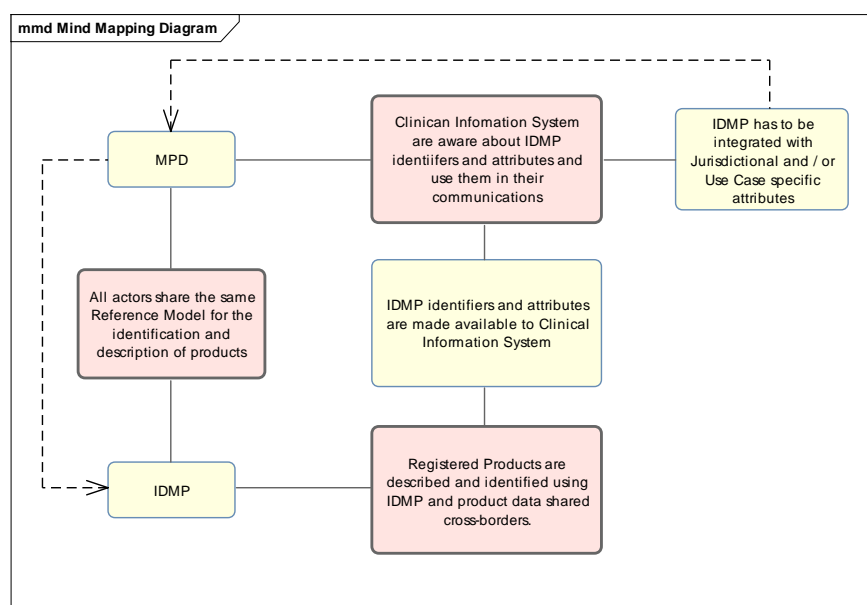 mmd Mind Mapping Diagram
MPD
Clinican Infomation System
are aware about IDMP
identiifers and attributes and
use them in their
communications
IDMP has to be
integrated with
Jurisdictional and / or
Use Case specific
attributes
All actors share the same
Reference Model for the
identification and
description of products
IDMP identifiers and attributes
are made available to Clinical
Information System
IDMP
Registered Products are
described and identified using
IDMP and product data shared
cross-borders.